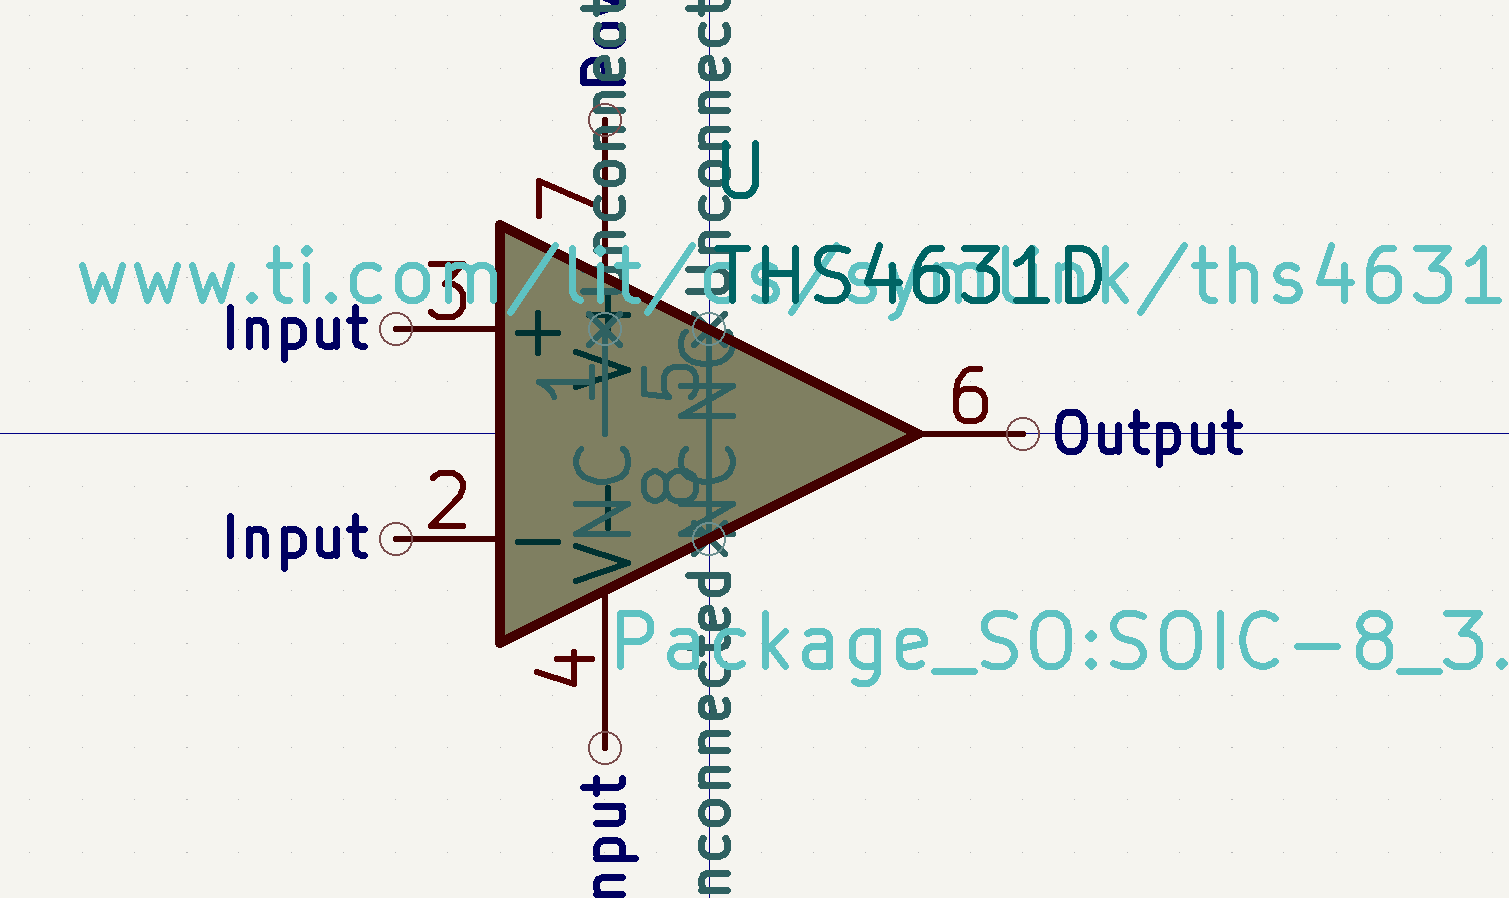 U
7
www.ti.com/lit/ds/symlink/ths4631
THS4631D
3
Input
+
V+
1
NC
5
NC
6
Output
2
Input
−
V−
8
NC
4
Package_SO:SOIC-8_3.
nconnected
Unconnect
nput